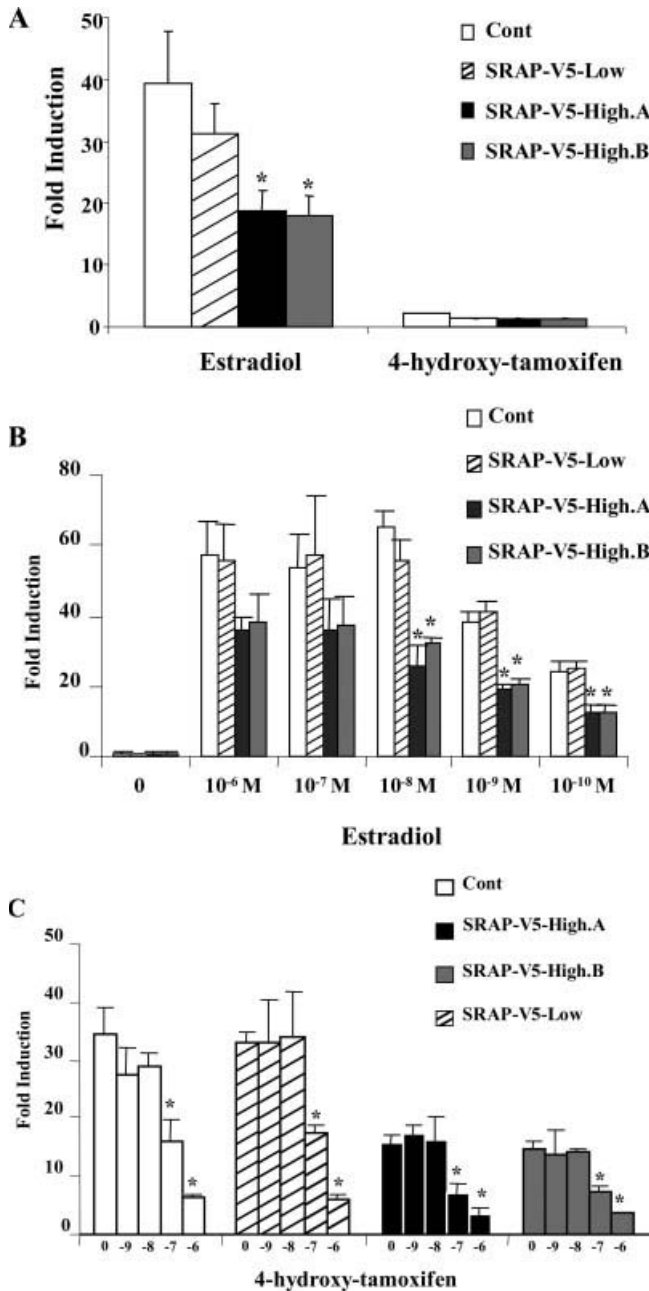 A
Fold Induction
50
40
30
20
10
0
Cont
SRAP-V5-Low
SRAP-V5-High.A
SRAP-V5-High.B
* *
Estradiol 4-hydroxy-tamoxifen
B
Fold Induction
80
60
40
20
0
Cont
SRAP-V5-Low
SRAP-V5-High.A
SRAP-V5-High.B
* * * * * *
0 10⁻⁶ M 10⁻⁷ M 10⁻⁸ M 10⁻⁹ M 10⁻¹⁰ M
Estradiol
C
Fold Induction
50
40
30
20
10
0
Cont
SRAP-V5-High.A
SRAP-V5-High.B
SRAP-V5-Low
* * * * * * * *
0 -9 -8 -7 -6 0 -9 -8 -7 -6 0 -9 -8 -7 -6 0 -9 -8 -7 -6
4-hydroxy-tamoxifen